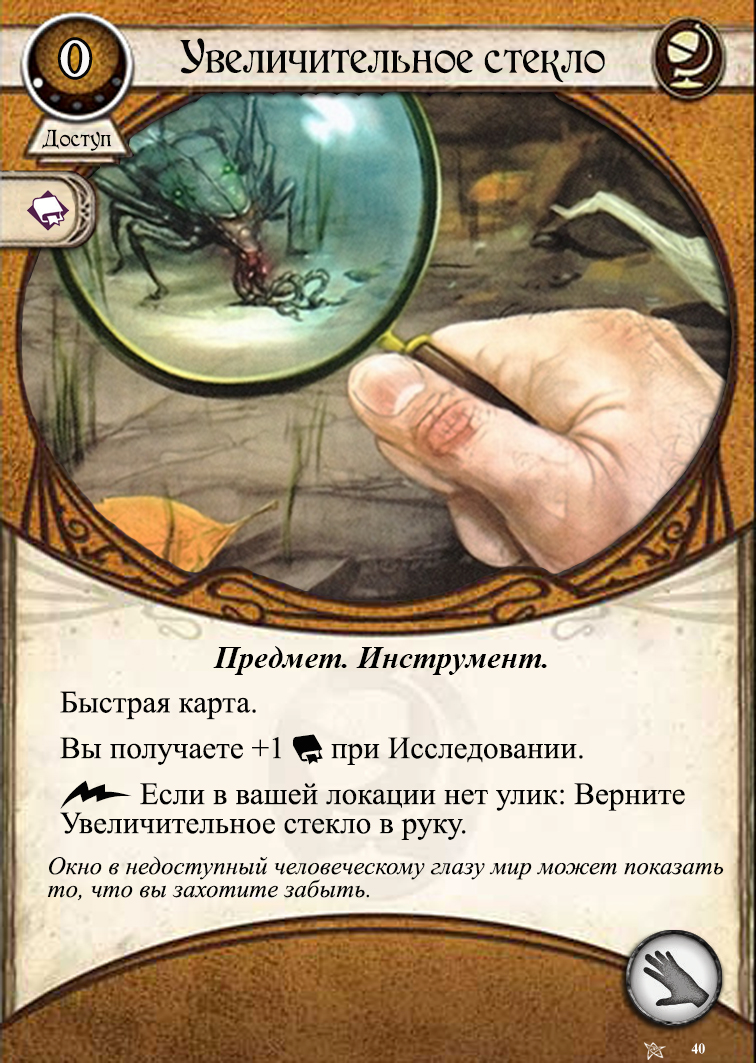 0
Увеличительное стекло
Доступ
Предмет. Инструмент.
Быстрая карта.
Вы получаете +1 при Исследовании.
Если в вашей локации нет улик: Верните
Увеличительное стекло в руку.
Окно в недоступный человеческому глазу мир может показать
то, что вы захотите забыть.
40